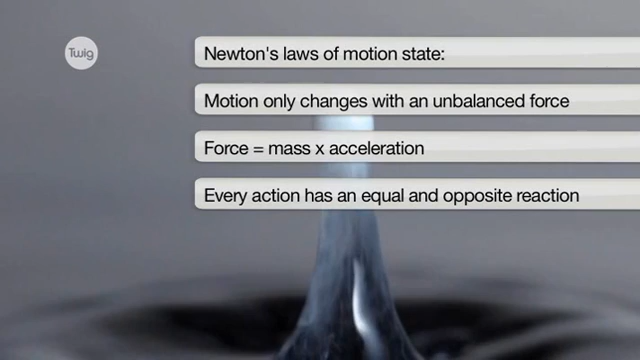 Twig
Newton's laws of motion state:
Motion only changes with an unbalanced force
Force = mass x acceleration
Every action has an equal and opposite reaction